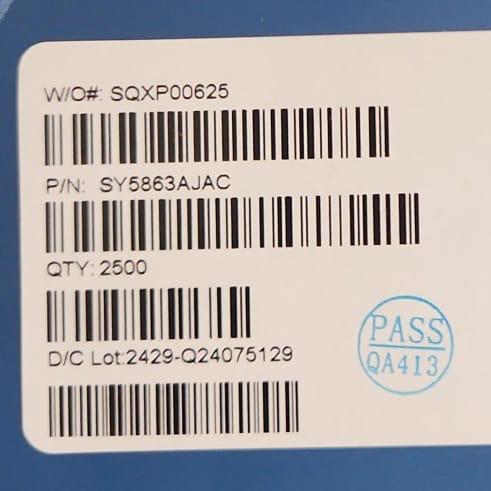 W/O#: SQXP00625
P/N: SY5863AJAC
QTY: 2500
D/C Lot:2429-Q24075129
PASS
QA413